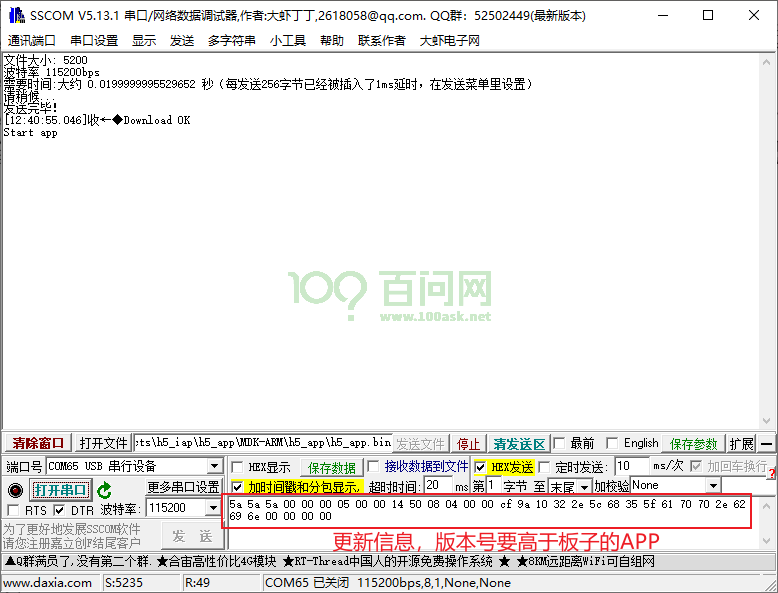 SSCOM V5.13.1 串口/网络数据调试器,作者:大虾丁丁,2618058@qq.com. QQ群：52502449(最新版本)
通讯端口 串口设置 显示 发送 多字符串 小工具 帮助 联系作者 大虾电子网
文件大小: 5200
波特率 115200bps
需要时间:大约 0.0199999995529652 秒（每发送256字节已经被插入了1ms延时，在发送菜单里设置）
请稍候...
发送完毕！
[12:40:55.046]收←◆Download OK
Start app
100?
百问网
www.100ask.net
清除窗口 打开文件 :ts\h5_iap\h5_app\MDK-ARM\h5_app\h5_app.bin 发送文件 停止 清发送区 最前 English 保存参数 扩展 —
端口号 COM65 USB 串行设备 HEX显示 保存数据 接收数据到文件 HEX发送 定时发送: 10 ms/次 加回车换行
打开串口 更多串口设置 加时间戳和分包显示, 超时时间: 20 ms 第 1 字节 至 末尾 加校验 None
RTS DTR 波特率: 115200
5a 5a 5a 00 00 00 05 00 00 14 50 08 04 00 00 cf 9a 10 32 2e 5c 68 35 5f 61 70 70 2e 62
69 6e 00 00 00 00
为了更好地发展SSCOM软件
请您注册嘉立创F结尾客户
发 送
更新信息，版本号要高于板子的APP
▲Q群满员了,没有第二个群. ★合宙高性价比4G模块 ★RT-Thread中国人的开源免费操作系统 ★ ★8KM远距离WiFi可自组网
www.daxia.com S:5235 R:49 COM65 已关闭 115200bps,8,1,None,None